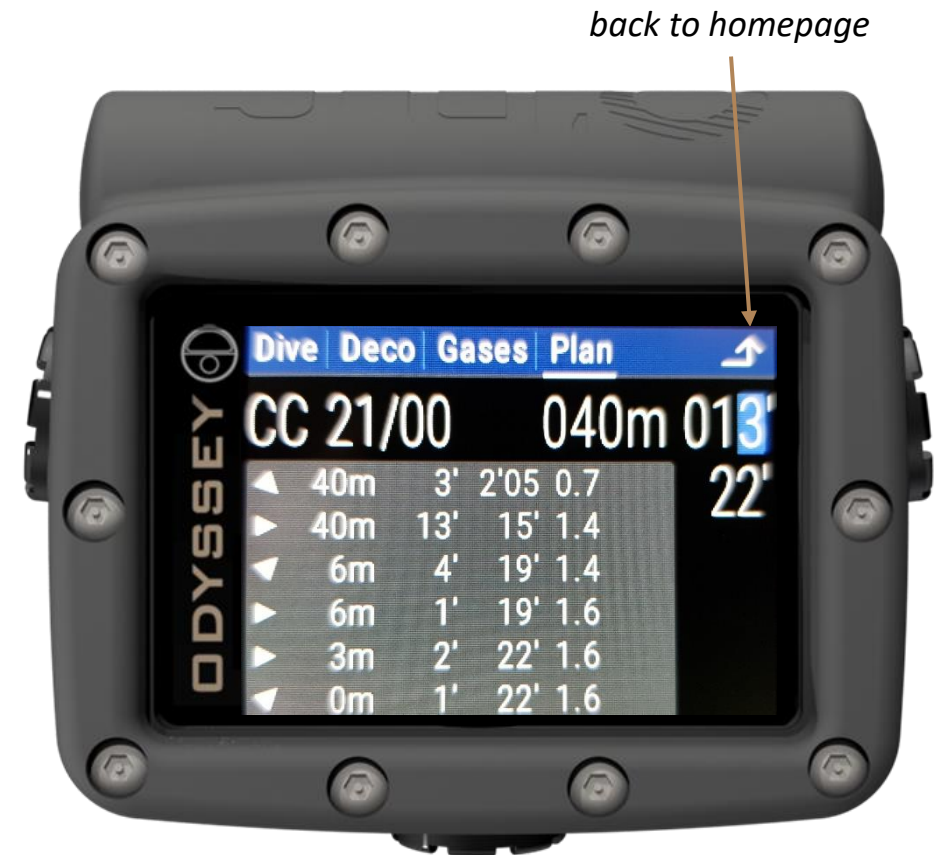 back to homepage
ODYSSEY
Dive Deco Gases Plan
CC 21/00 040m 013'
22'
40m 3' 2'05 0.7
40m 13' 15' 1.4
6m 4' 19' 1.4
6m 1' 19' 1.6
3m 2' 22' 1.6
0m 1' 22' 1.6